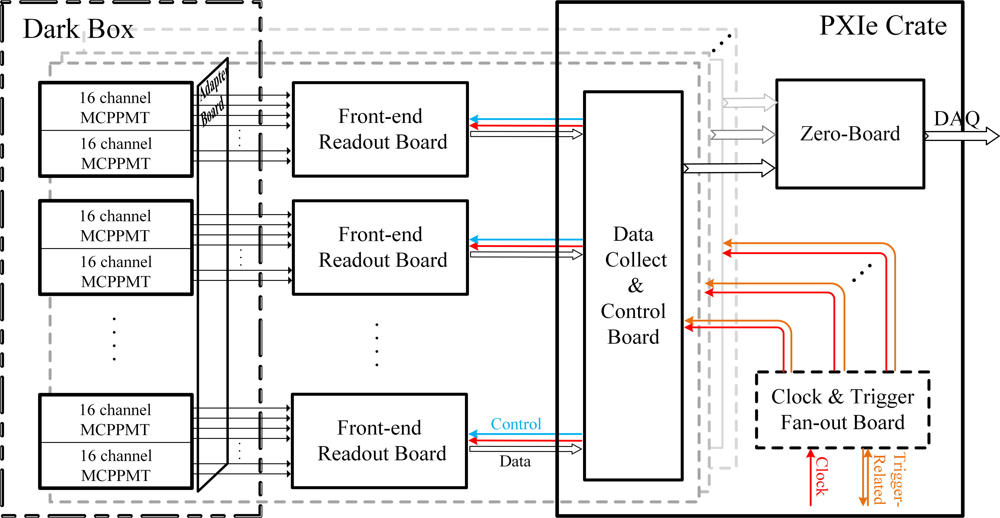 Dark Box
PXIe Crate
Adapter
Board
16 channel
MCPPMT
16 channel
MCPPMT
Front-end
Readout Board
Zero-Board
DAQ
16 channel
MCPPMT
16 channel
MCPPMT
Front-end
Readout Board
Data
Collect
&
Control
Board
16 channel
MCPPMT
16 channel
MCPPMT
Front-end
Readout Board
Control
Data
Clock & Trigger
Fan-out Board
Clock
Trigger-
Related